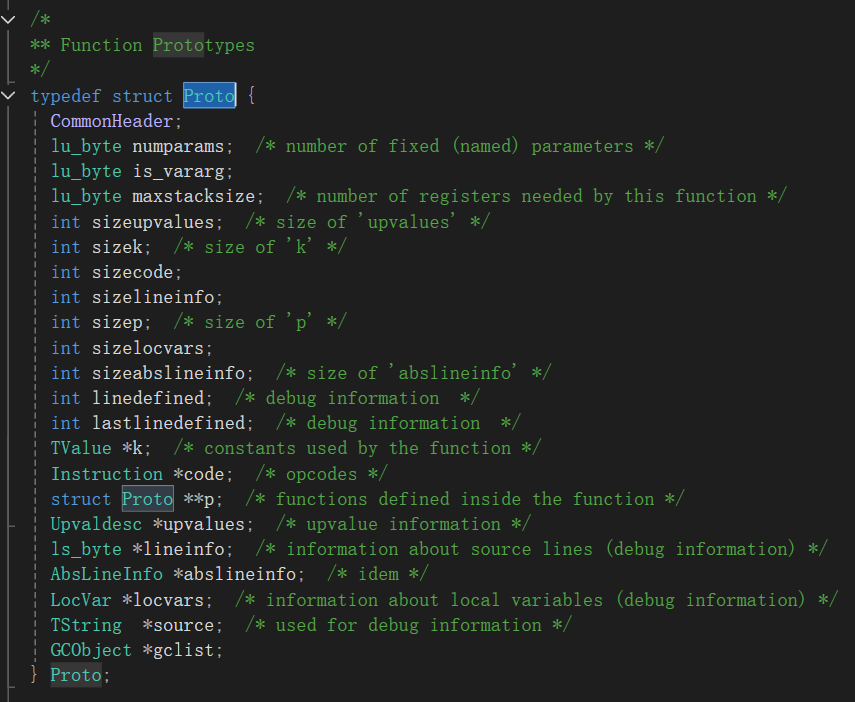 /*
** Function Prototypes
*/
typedef struct Proto {
CommonHeader;
lu_byte numparams;  /* number of fixed (named) parameters */
lu_byte is_vararg;
lu_byte maxstacksize;  /* number of registers needed by this function */
int sizeupvalues;  /* size of 'upvalues' */
int sizek;  /* size of 'k' */
int sizecode;
int sizelineinfo;
int sizep;  /* size of 'p' */
int sizelocvars;
int sizeabslineinfo;  /* size of 'abslineinfo' */
int linedefined;  /* debug information  */
int lastlinedefined;  /* debug information  */
TValue *k;  /* constants used by the function */
Instruction *code;  /* opcodes */
struct Proto **p;  /* functions defined inside the function */
Upvaldesc *upvalues;  /* upvalue information */
ls_byte *lineinfo;  /* information about source lines (debug information) */
AbsLineInfo *abslineinfo;  /* idem */
LocVar *locvars;  /* information about local variables (debug information) */
TString  *source;  /* used for debug information */
GCObject *gclist;
} Proto;